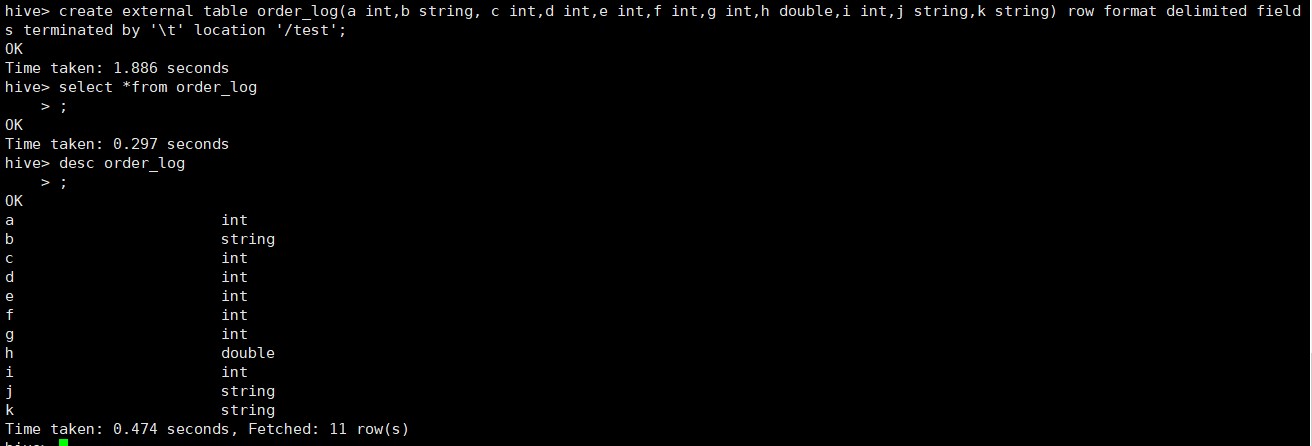 hive> create external table order_log(a int,b string, c int,d int,e int,f int,g int,h double,i int,j string,k string) row format delimited field
s terminated by '\t' location '/test';
OK
Time taken: 1.886 seconds
hive> select *from order_log
    > ;
OK
Time taken: 0.297 seconds
hive> desc order_log
    > ;
OK
a                       int
b                       string
c                       int
d                       int
e                       int
f                       int
g                       int
h                       double
i                       int
j                       string
k                       string
Time taken: 0.474 seconds, Fetched: 11 row(s)
hive>